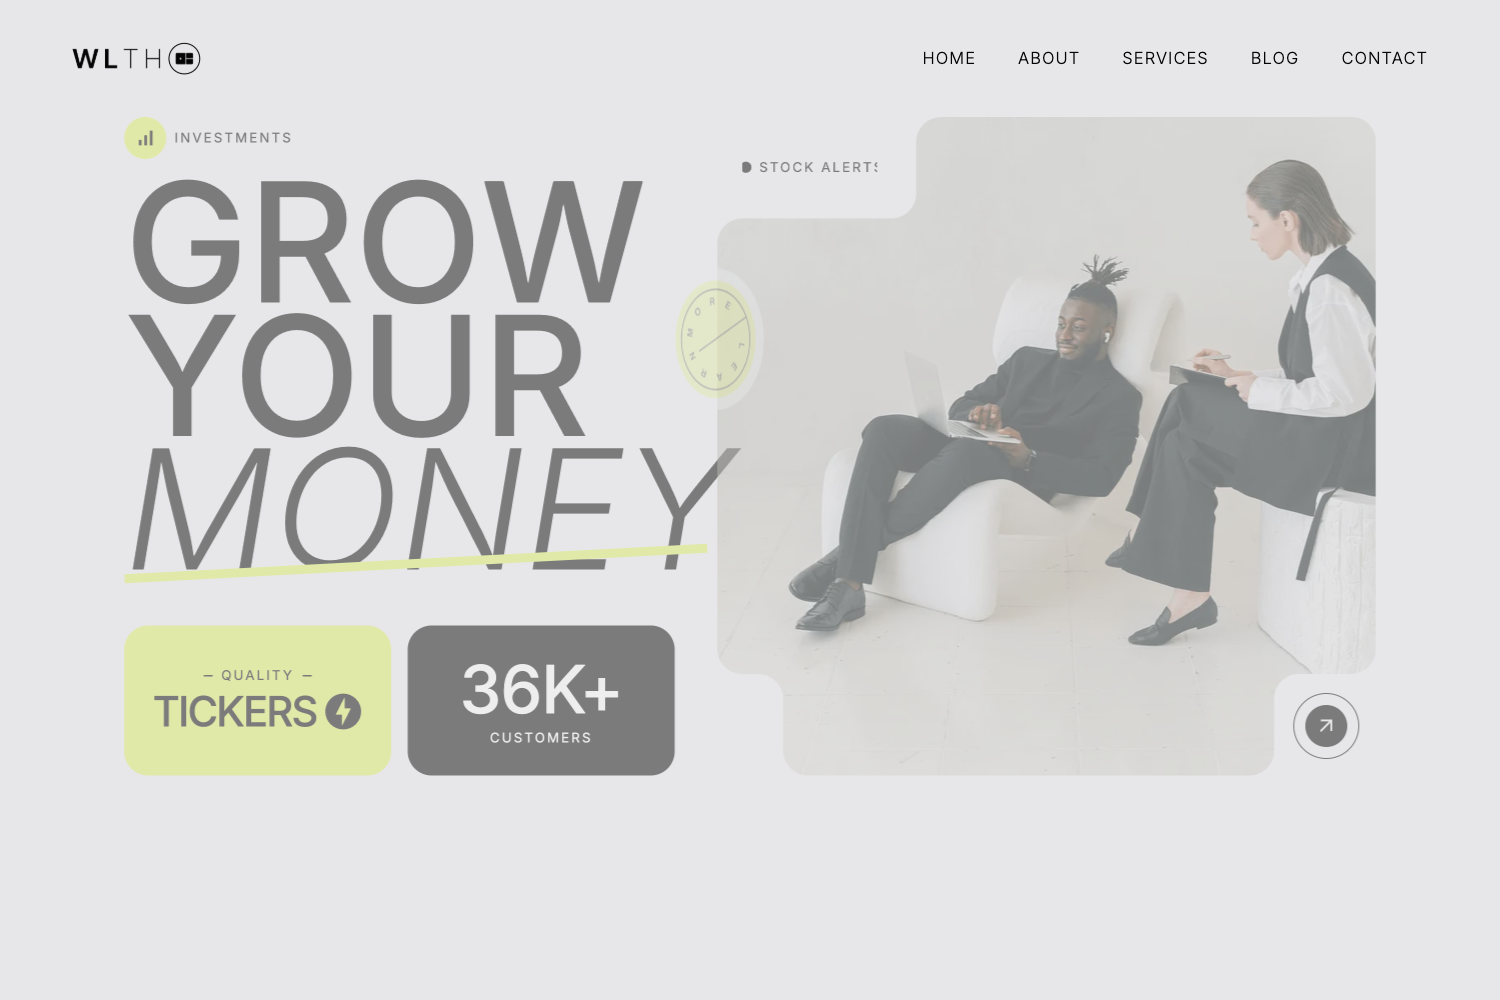 WLTH
HOME ABOUT SERVICES BLOG CONTACT
INVESTMENTS
STOCK ALERTS
GROW
YOUR
MONEY
LEARN MORE
– QUALITY –
TICKERS
36K+
CUSTOMERS